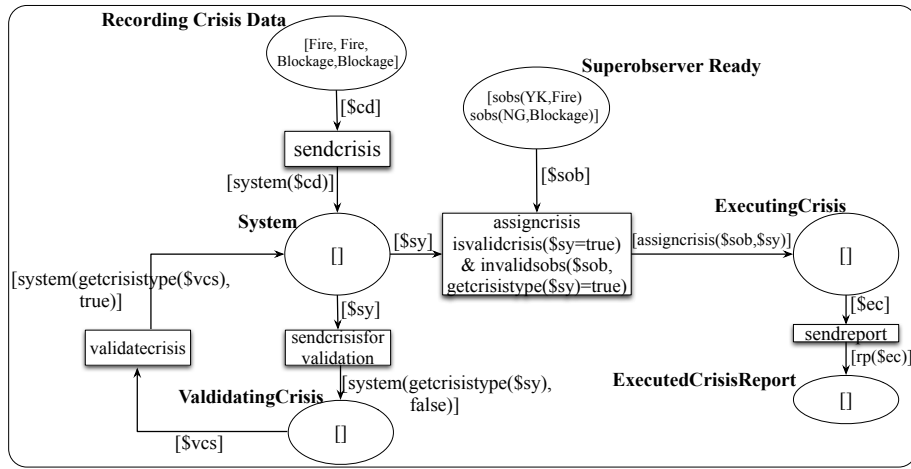 Recording Crisis Data
[Fire, Fire,
Blockage,Blockage]
Superobserver Ready
[sobs(YK,Fire)
sobs(NG,Blockage)]
[$cd]
sendcrisis
[system($cd)]
[$sob]
System
ExecutingCrisis
[]
[$sy]
assigncrisis
isvalidcrisis($sy=true)
& invalidsobs($sob,
getcrisistype($sy)=true)
[assigncrisis($sob,$sy)]
[]
[system(getcrisistype($vcs),
true)]
[$sy]
[$ec]
validatecrisis
sendcrisisfor
validation
sendreport
[rp($ec)]
[system(getcrisistype($sy),
false)]
ValdidatingCrisis
ExecutedCrisisReport
[]
[]
[$vcs]